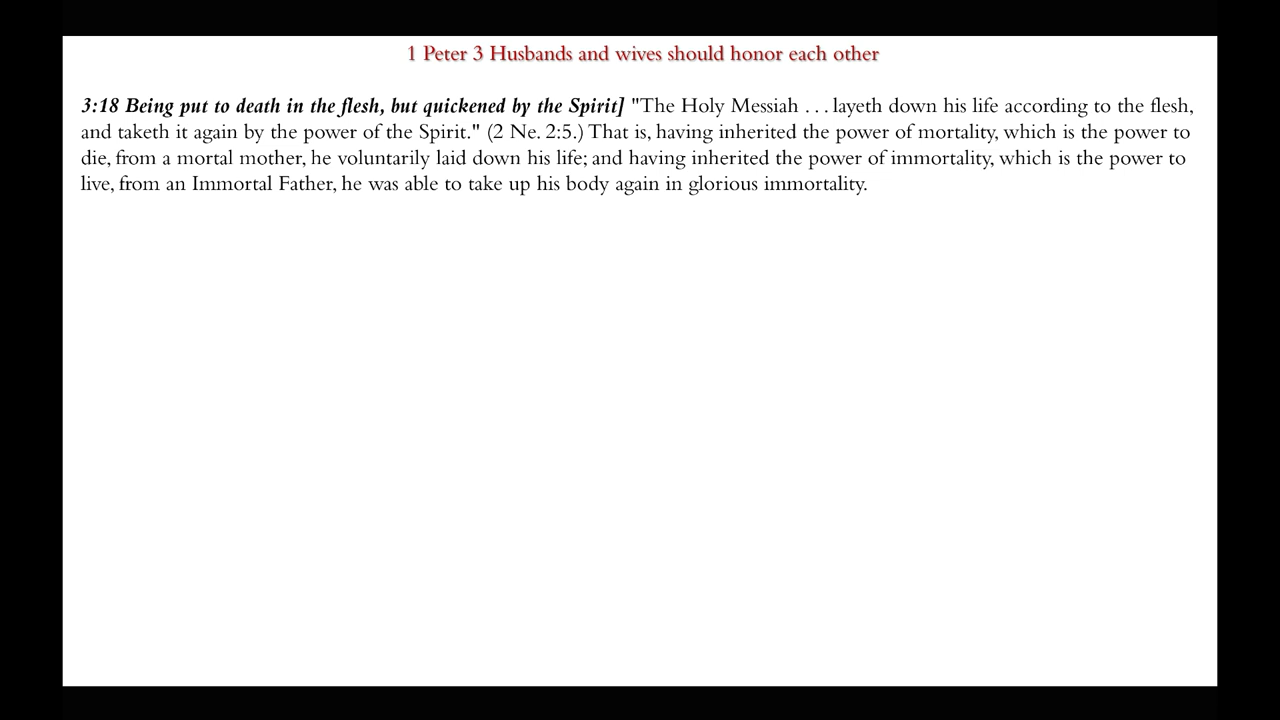 1 Peter 3 Husbands and wives should honor each other
3:18 Being put to death in the flesh, but quickened by the Spirit] "The Holy Messiah . . . layeth down his life according to the flesh,
and taketh it again by the power of the Spirit." (2 Ne. 2:5.) That is, having inherited the power of mortality, which is the power to
die, from a mortal mother, he voluntarily laid down his life; and having inherited the power of immortality, which is the power to
live, from an Immortal Father, he was able to take up his body again in glorious immortality.